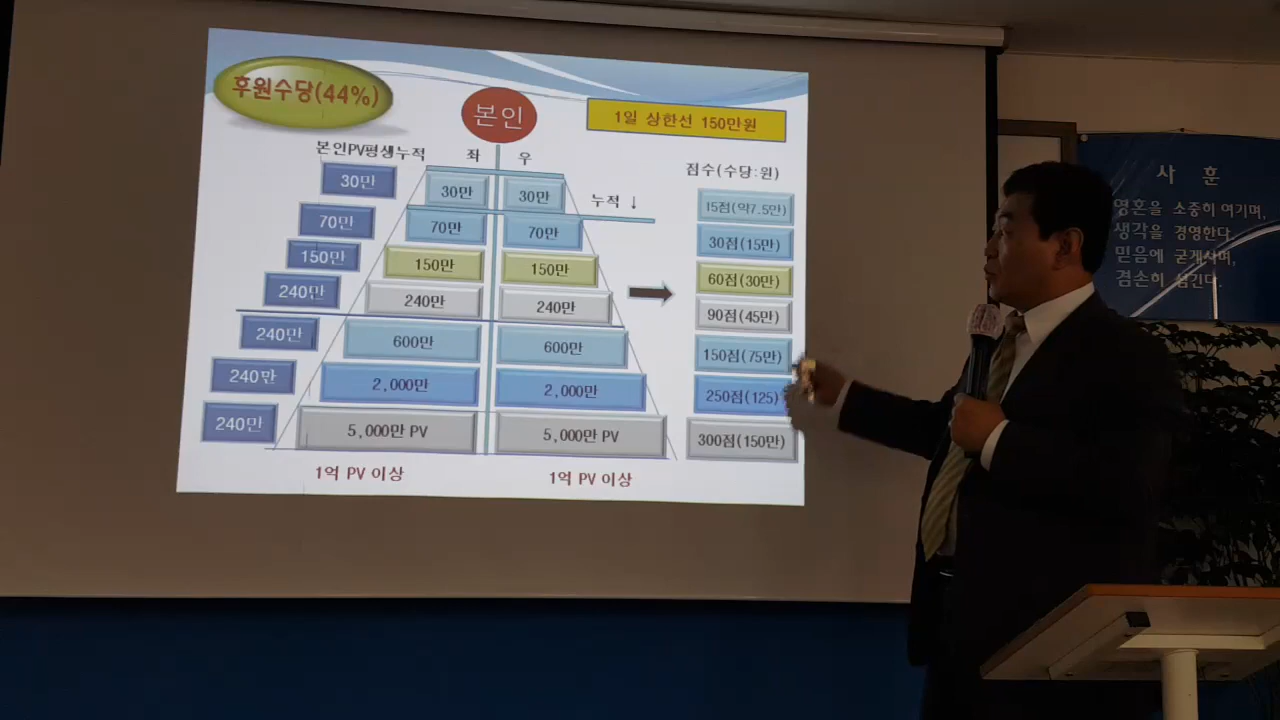 후원수당(44%)
본인
1일 상한선 150만원
본인PV평생누적 좌 우
점수(수당:원)
30만 30만 30만 누적 ↓ 15점(약7.5만)
70만 70만 70만 30점(15만)
150만 150만 150만 60점(30만)
240만 240만 240만 90점(45만)
240만 600만 600만 150점(75만)
240만 2,000만 2,000만 250점(125)
240만 5,000만 PV 5,000만 PV 300점(150만)
1억 PV 이상 1억 PV 이상
사 훈
영혼을 소중히 여기며,
생각을 경영한다.
믿음에 굳게서며,
겸손히 섬긴다.